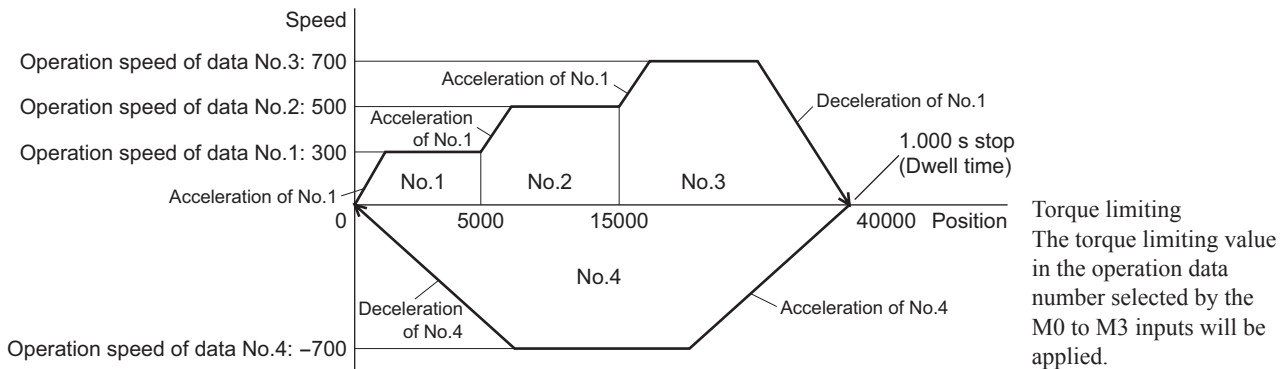 Speed
Operation speed of data No.3: 700
Acceleration of No.1
Operation speed of data No.2: 500
Acceleration
of No.1
Deceleration of No.1
1.000 s stop
(Dwell time)
Operation speed of data No.1: 300
Acceleration of No.1
No.1
No.2
No.3
0
5000
15000
40000
Position
No.4
Deceleration
of No.4
Acceleration of No.4
Operation speed of data No.4: −700
Torque limiting
The torque limiting value
in the operation data
number selected by the
M0 to M3 inputs will be
applied.